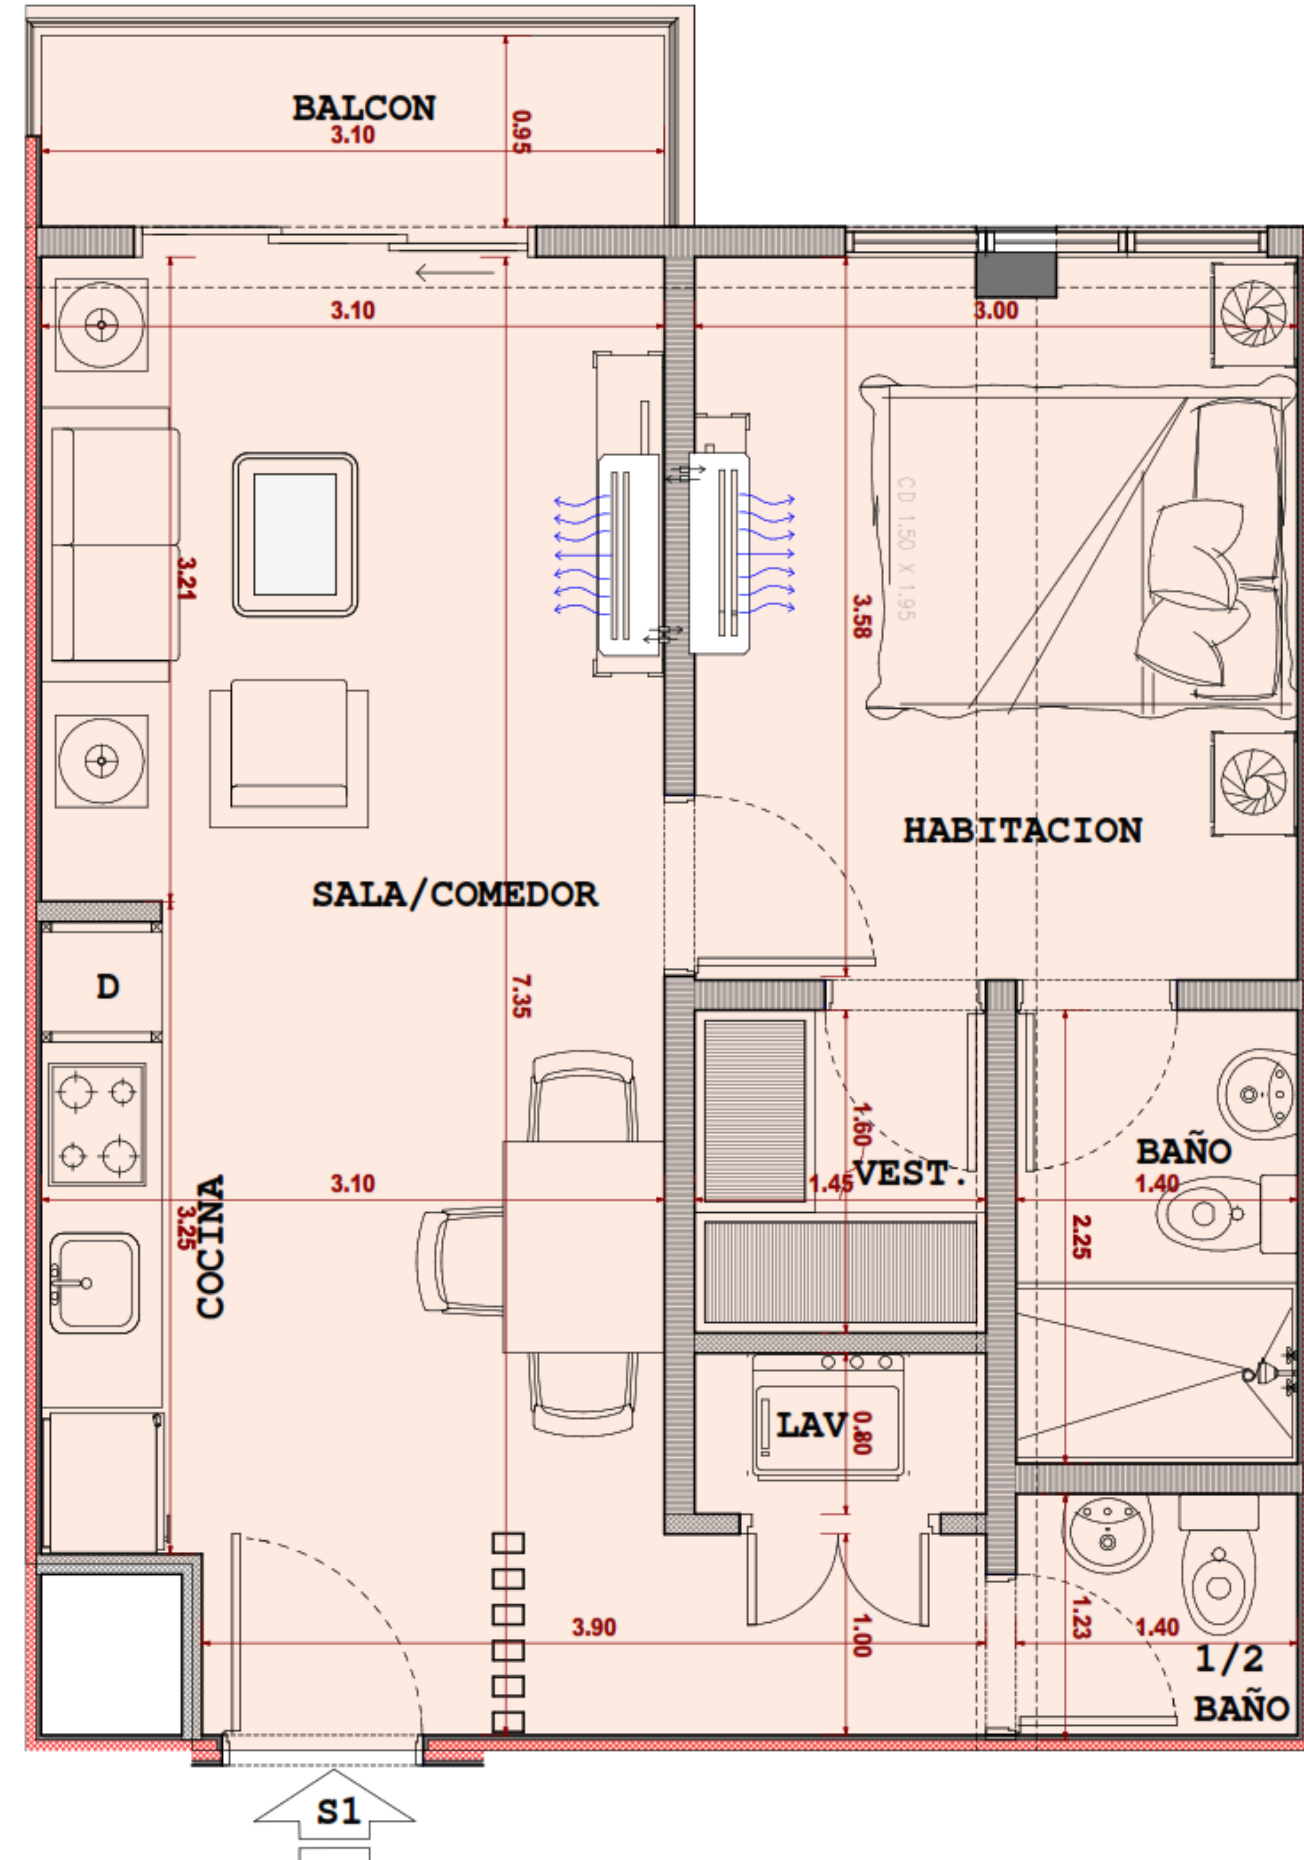 BALCON
3.10
0.95
3.10
3.00
CD 1.50 X 1.95
3.21
3.58
HABITACION
SALA/COMEDOR
D
7.35
1.60
BAÑO
VEST.
3.10
1.45
1.40
COCINA
3.25
2.25
LAV.
0.80
3.90
1.00
1.23
1.40
1/2
BAÑO
S1